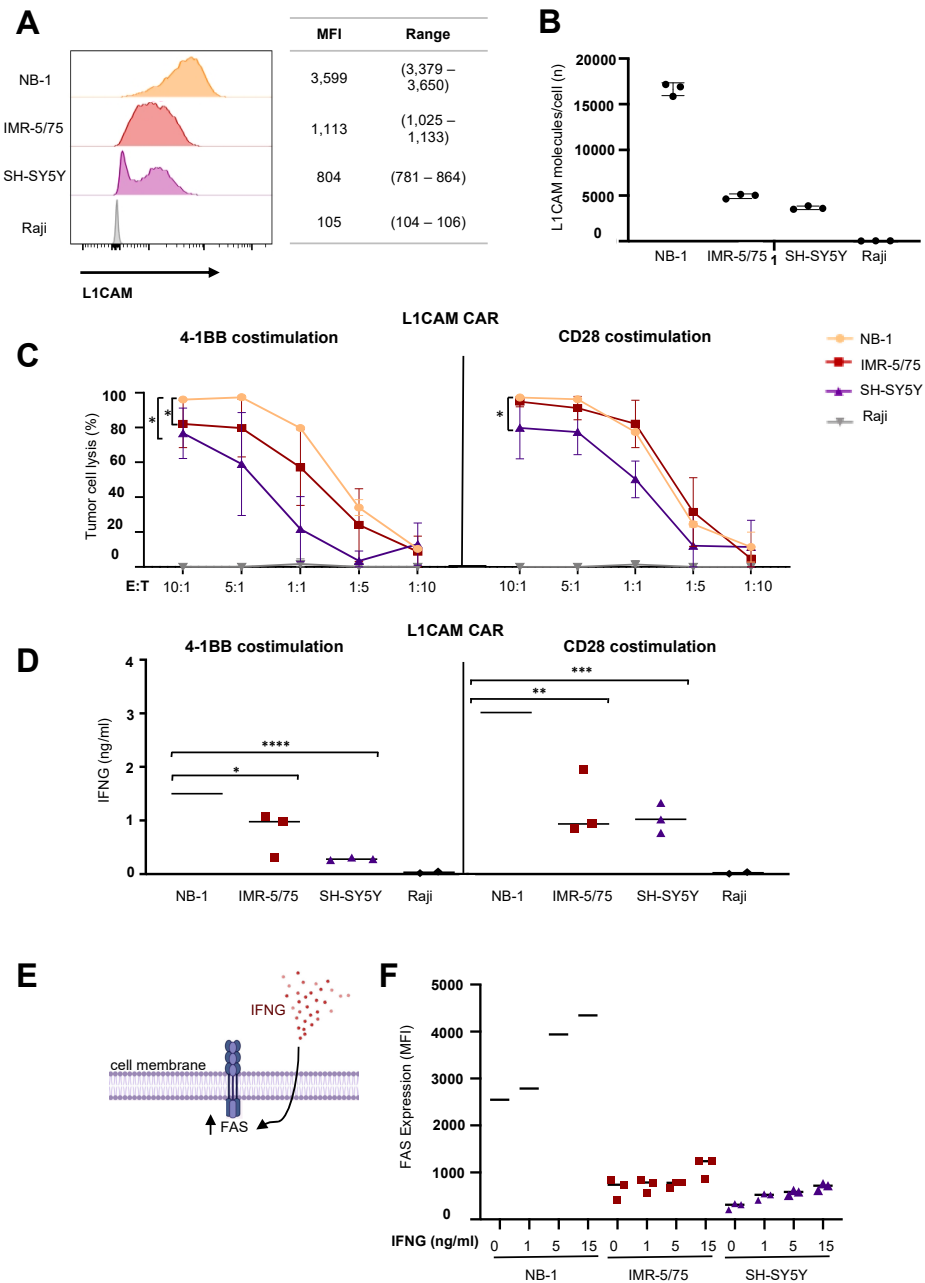 A
MFI Range
NB-1 3,599 (3,379 –
3,650)
IMR-5/75 1,113 (1,025 –
1,133)
SH-SY5Y 804 (781 – 864)
Raji 105 (104 – 106)
L1CAM
B
L1CAM molecules/cell (n)
20000
15000
10000
5000
0
NB-1 IMR-5/75 1 SH-SY5Y Raji
L1CAM CAR
4-1BB costimulation CD28 costimulation
C
NB-1
IMR-5/75
SH-SY5Y
Raji
Tumor cell lysis (%)
100
80
60
40
20
0
* *
*
E:T 10:1 5:1 1:1 1:5 1:10 10:1 5:1 1:1 1:5 1:10
L1CAM CAR
4-1BB costimulation CD28 costimulation
D
IFNG (ng/ml)
4
3
2
1
0
****
*
***
**
NB-1 IMR-5/75 SH-SY5Y Raji NB-1 IMR-5/75 SH-SY5Y Raji
E
IFNG
cell membrane
FAS
F
FAS Expression (MFI)
5000
4000
3000
2000
1000
0
IFNG (ng/ml) 0 1 5 15 0 1 5 15 0 1 5 15
NB-1 IMR-5/75 SH-SY5Y